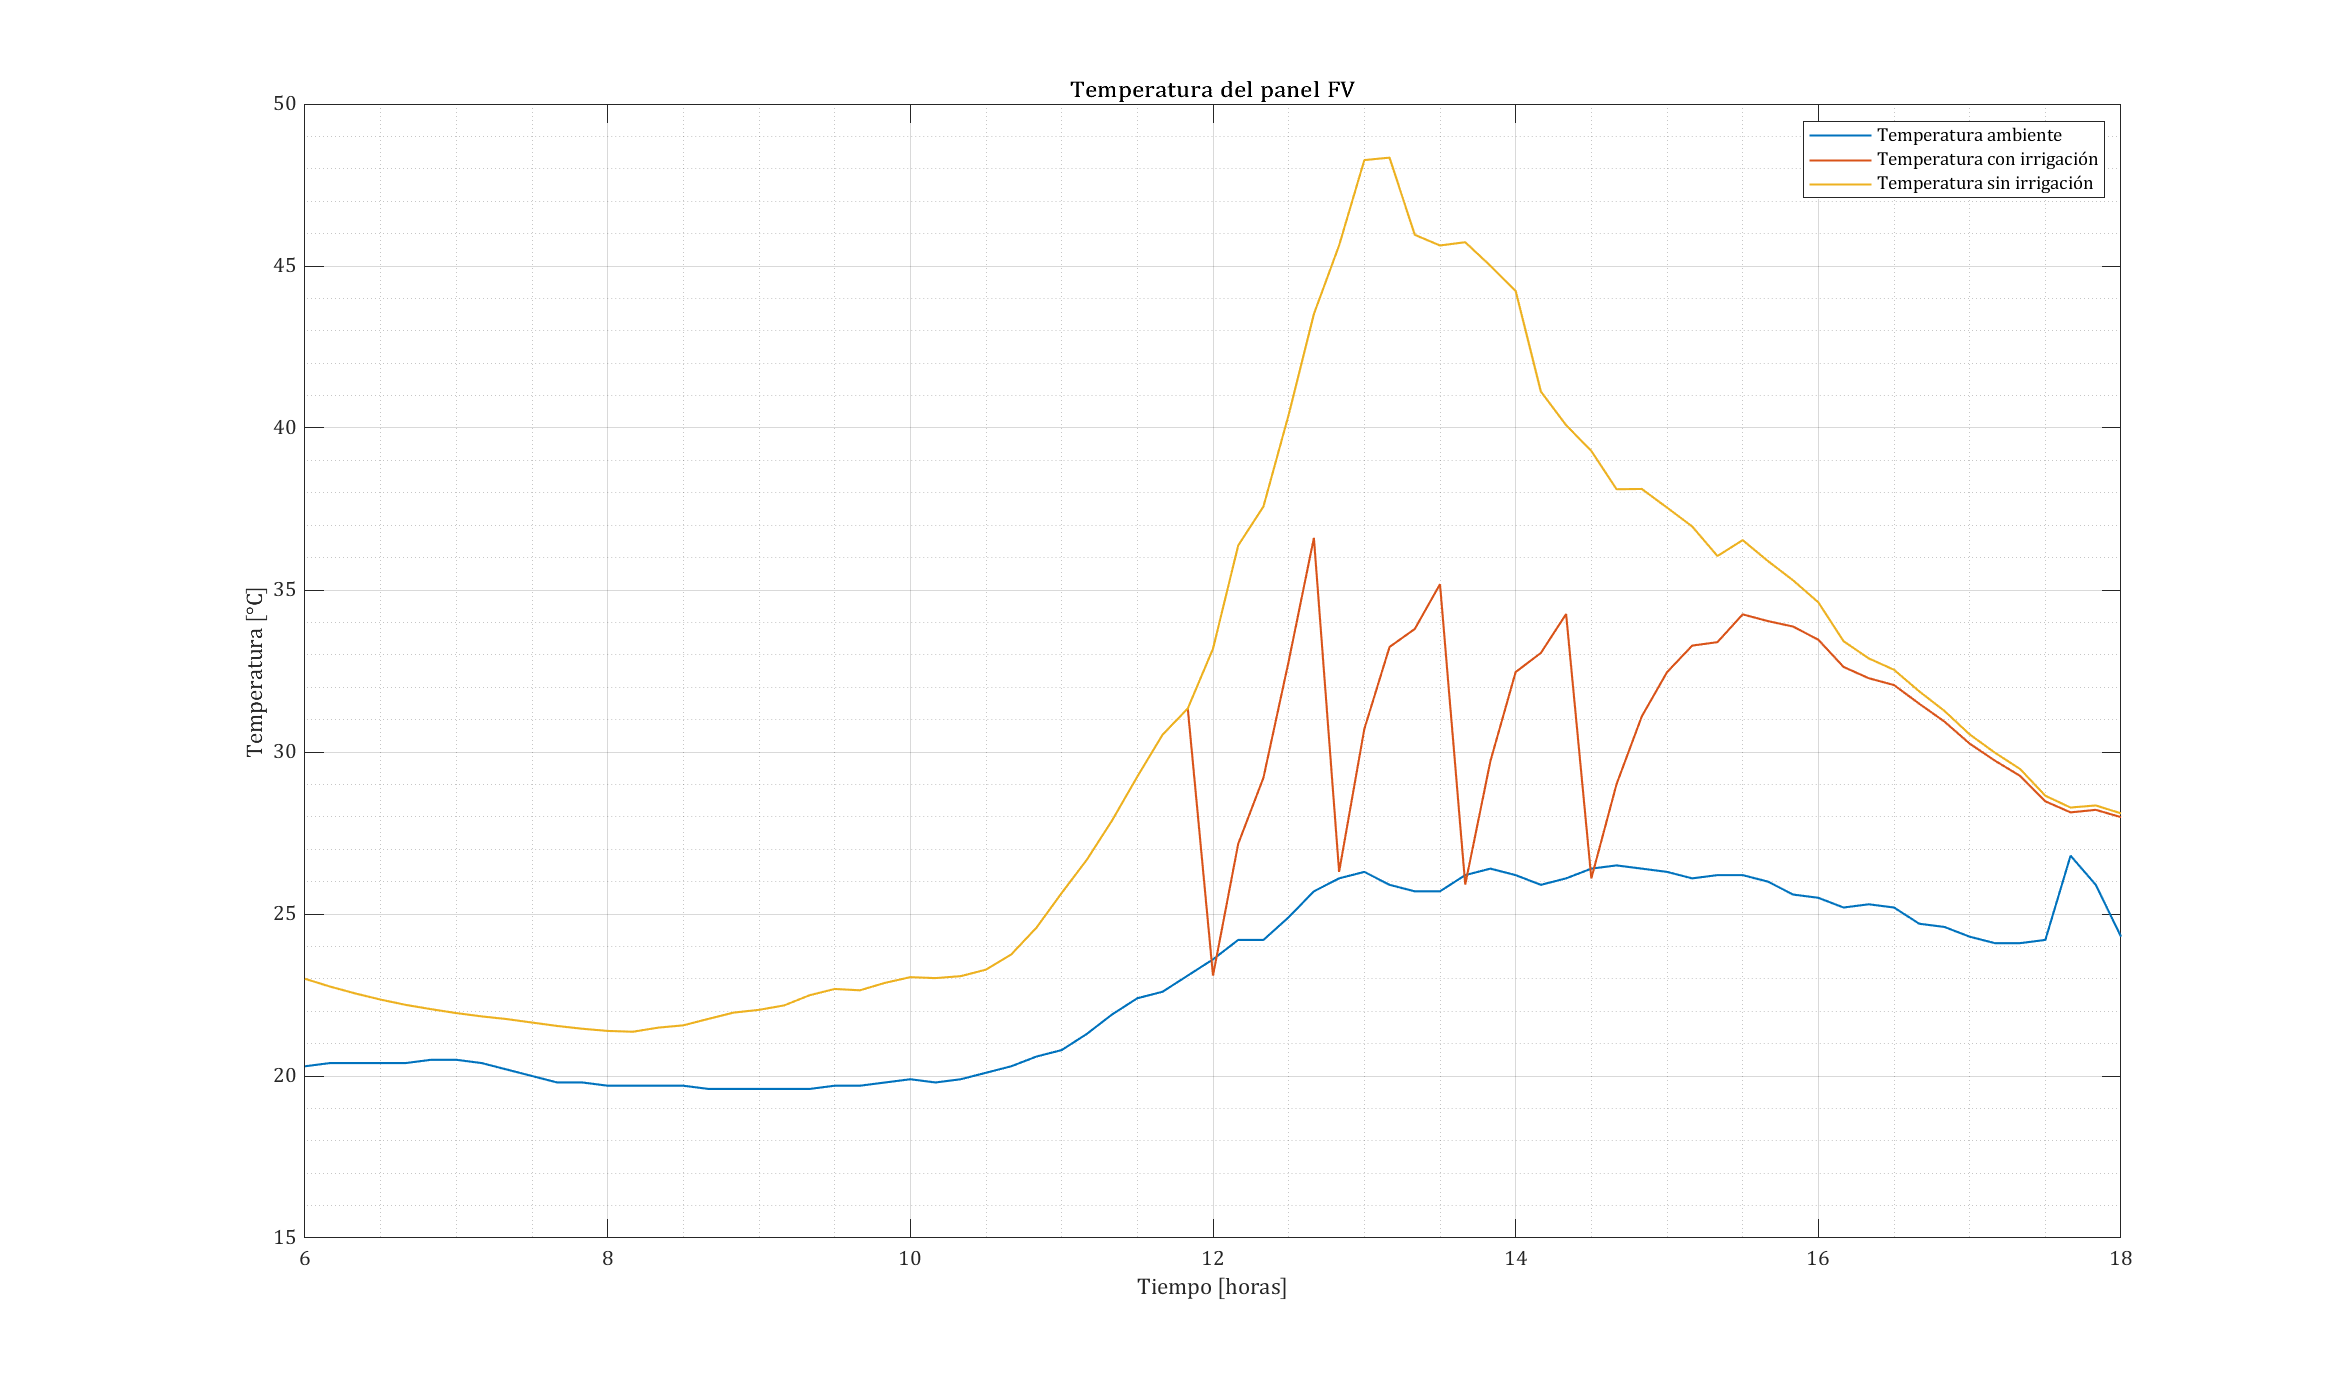 Temperatura del panel FV
Temperatura ambiente
Temperatura con irrigación
Temperatura sin irrigación
Temperatura [°C]
50
45
40
35
30
25
20
15
6 8 10 12 14 16 18
Tiempo [horas]